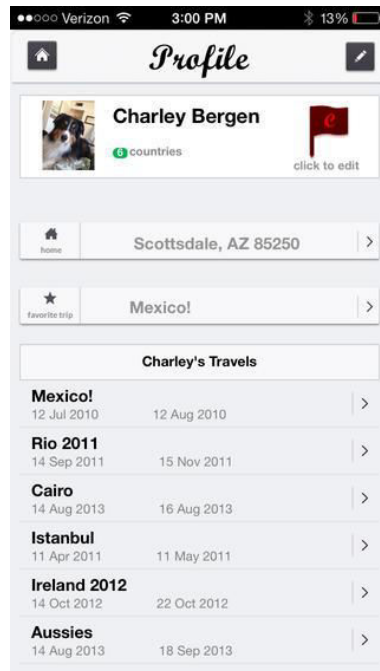 Verizon 3:00 PM 13%
Profile
Charley Bergen
6 countries
C
click to edit
home Scottsdale, AZ 85250
favorite trip Mexico!
Charley's Travels
Mexico!
12 Jul 2010 12 Aug 2010
Rio 2011
14 Sep 2011 15 Nov 2011
Cairo
14 Aug 2013 16 Aug 2013
Istanbul
11 Apr 2011 11 May 2011
Ireland 2012
14 Oct 2012 22 Oct 2012
Aussies
14 Aug 2013 18 Sep 2013